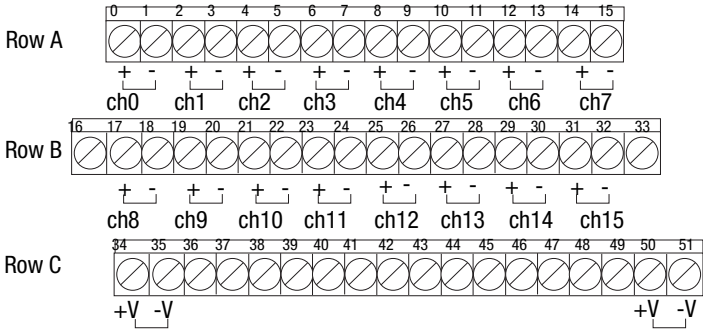 0 1 2 3 4 5 6 7 8 9 10 11 12 13 14 15
Row A
+ - + - + - + - + - + - + - + -
ch0 ch1 ch2 ch3 ch4 ch5 ch6 ch7
16 17 18 19 20 21 22 23 24 25 26 27 28 29 30 31 32 33
Row B
+ - + - + - + - + - + - + - + -
ch8 ch9 ch10 ch11 ch12 ch13 ch14 ch15
34 35 36 37 38 39 40 41 42 43 44 45 46 47 48 49 50 51
Row C
+V -V +V -V